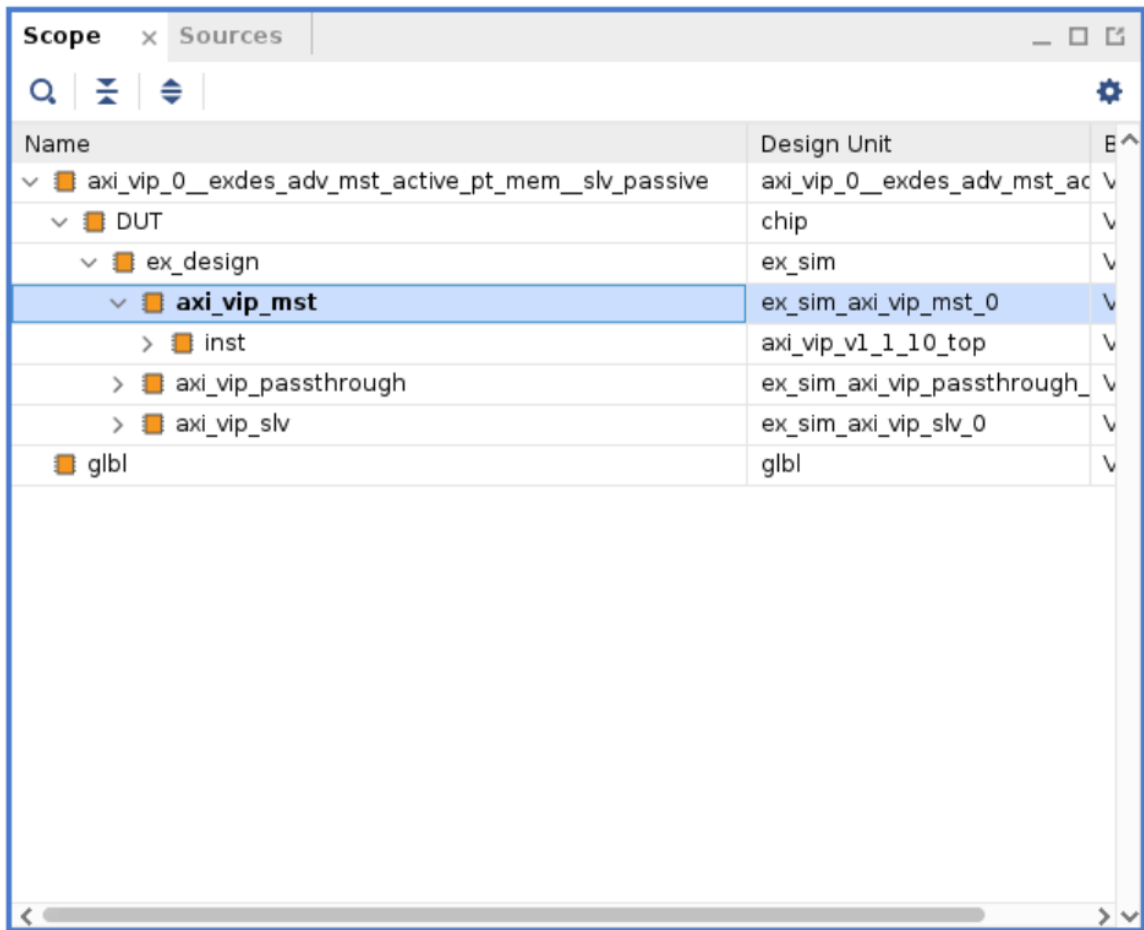 Scope × Sources
Name Design Unit
axi_vip_0__exdes_adv_mst_active_pt_mem__slv_passive axi_vip_0__exdes_adv_mst_ac
DUT chip
ex_design ex_sim
axi_vip_mst ex_sim_axi_vip_mst_0
inst axi_vip_v1_1_10_top
axi_vip_passthrough ex_sim_axi_vip_passthrough_
axi_vip_slv ex_sim_axi_vip_slv_0
glbl glbl